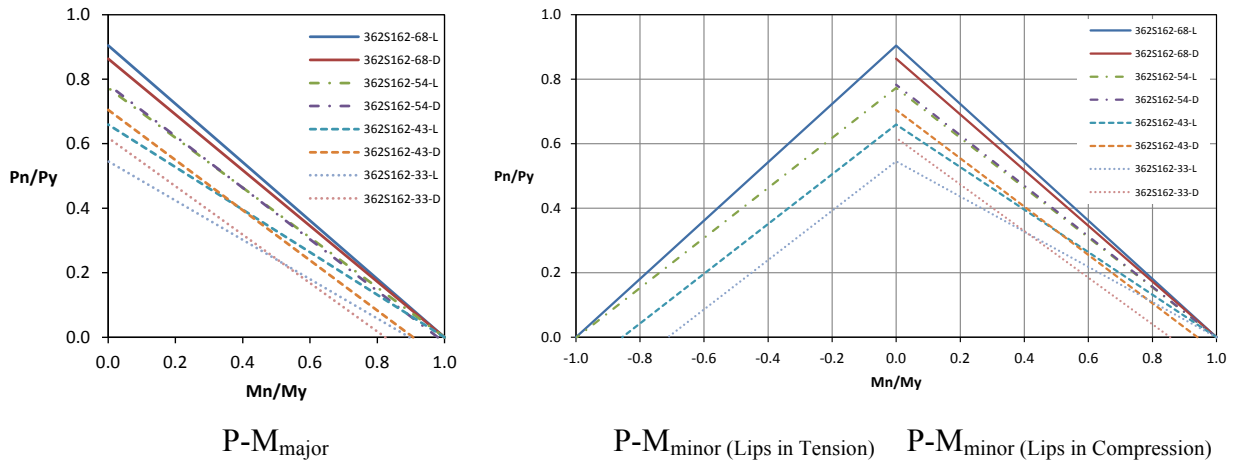 1.0
0.8
0.6
0.4
0.2
0.0
Pn/Py
0.0 0.2 0.4 0.6 0.8 1.0
Mn/My
362S162-68-L
362S162-68-D
362S162-54-L
362S162-54-D
362S162-43-L
362S162-43-D
362S162-33-L
362S162-33-D
P-Mmajor
1.0
0.8
0.6
0.4
0.2
0.0
Pn/Py
-1.0 -0.8 -0.6 -0.4 -0.2 0.0 0.2 0.4 0.6 0.8 1.0
Mn/My
362S162-68-L
362S162-68-D
362S162-54-L
362S162-54-D
362S162-43-L
362S162-43-D
362S162-33-L
362S162-33-D
P-Mminor (Lips in Tension) P-Mminor (Lips in Compression)